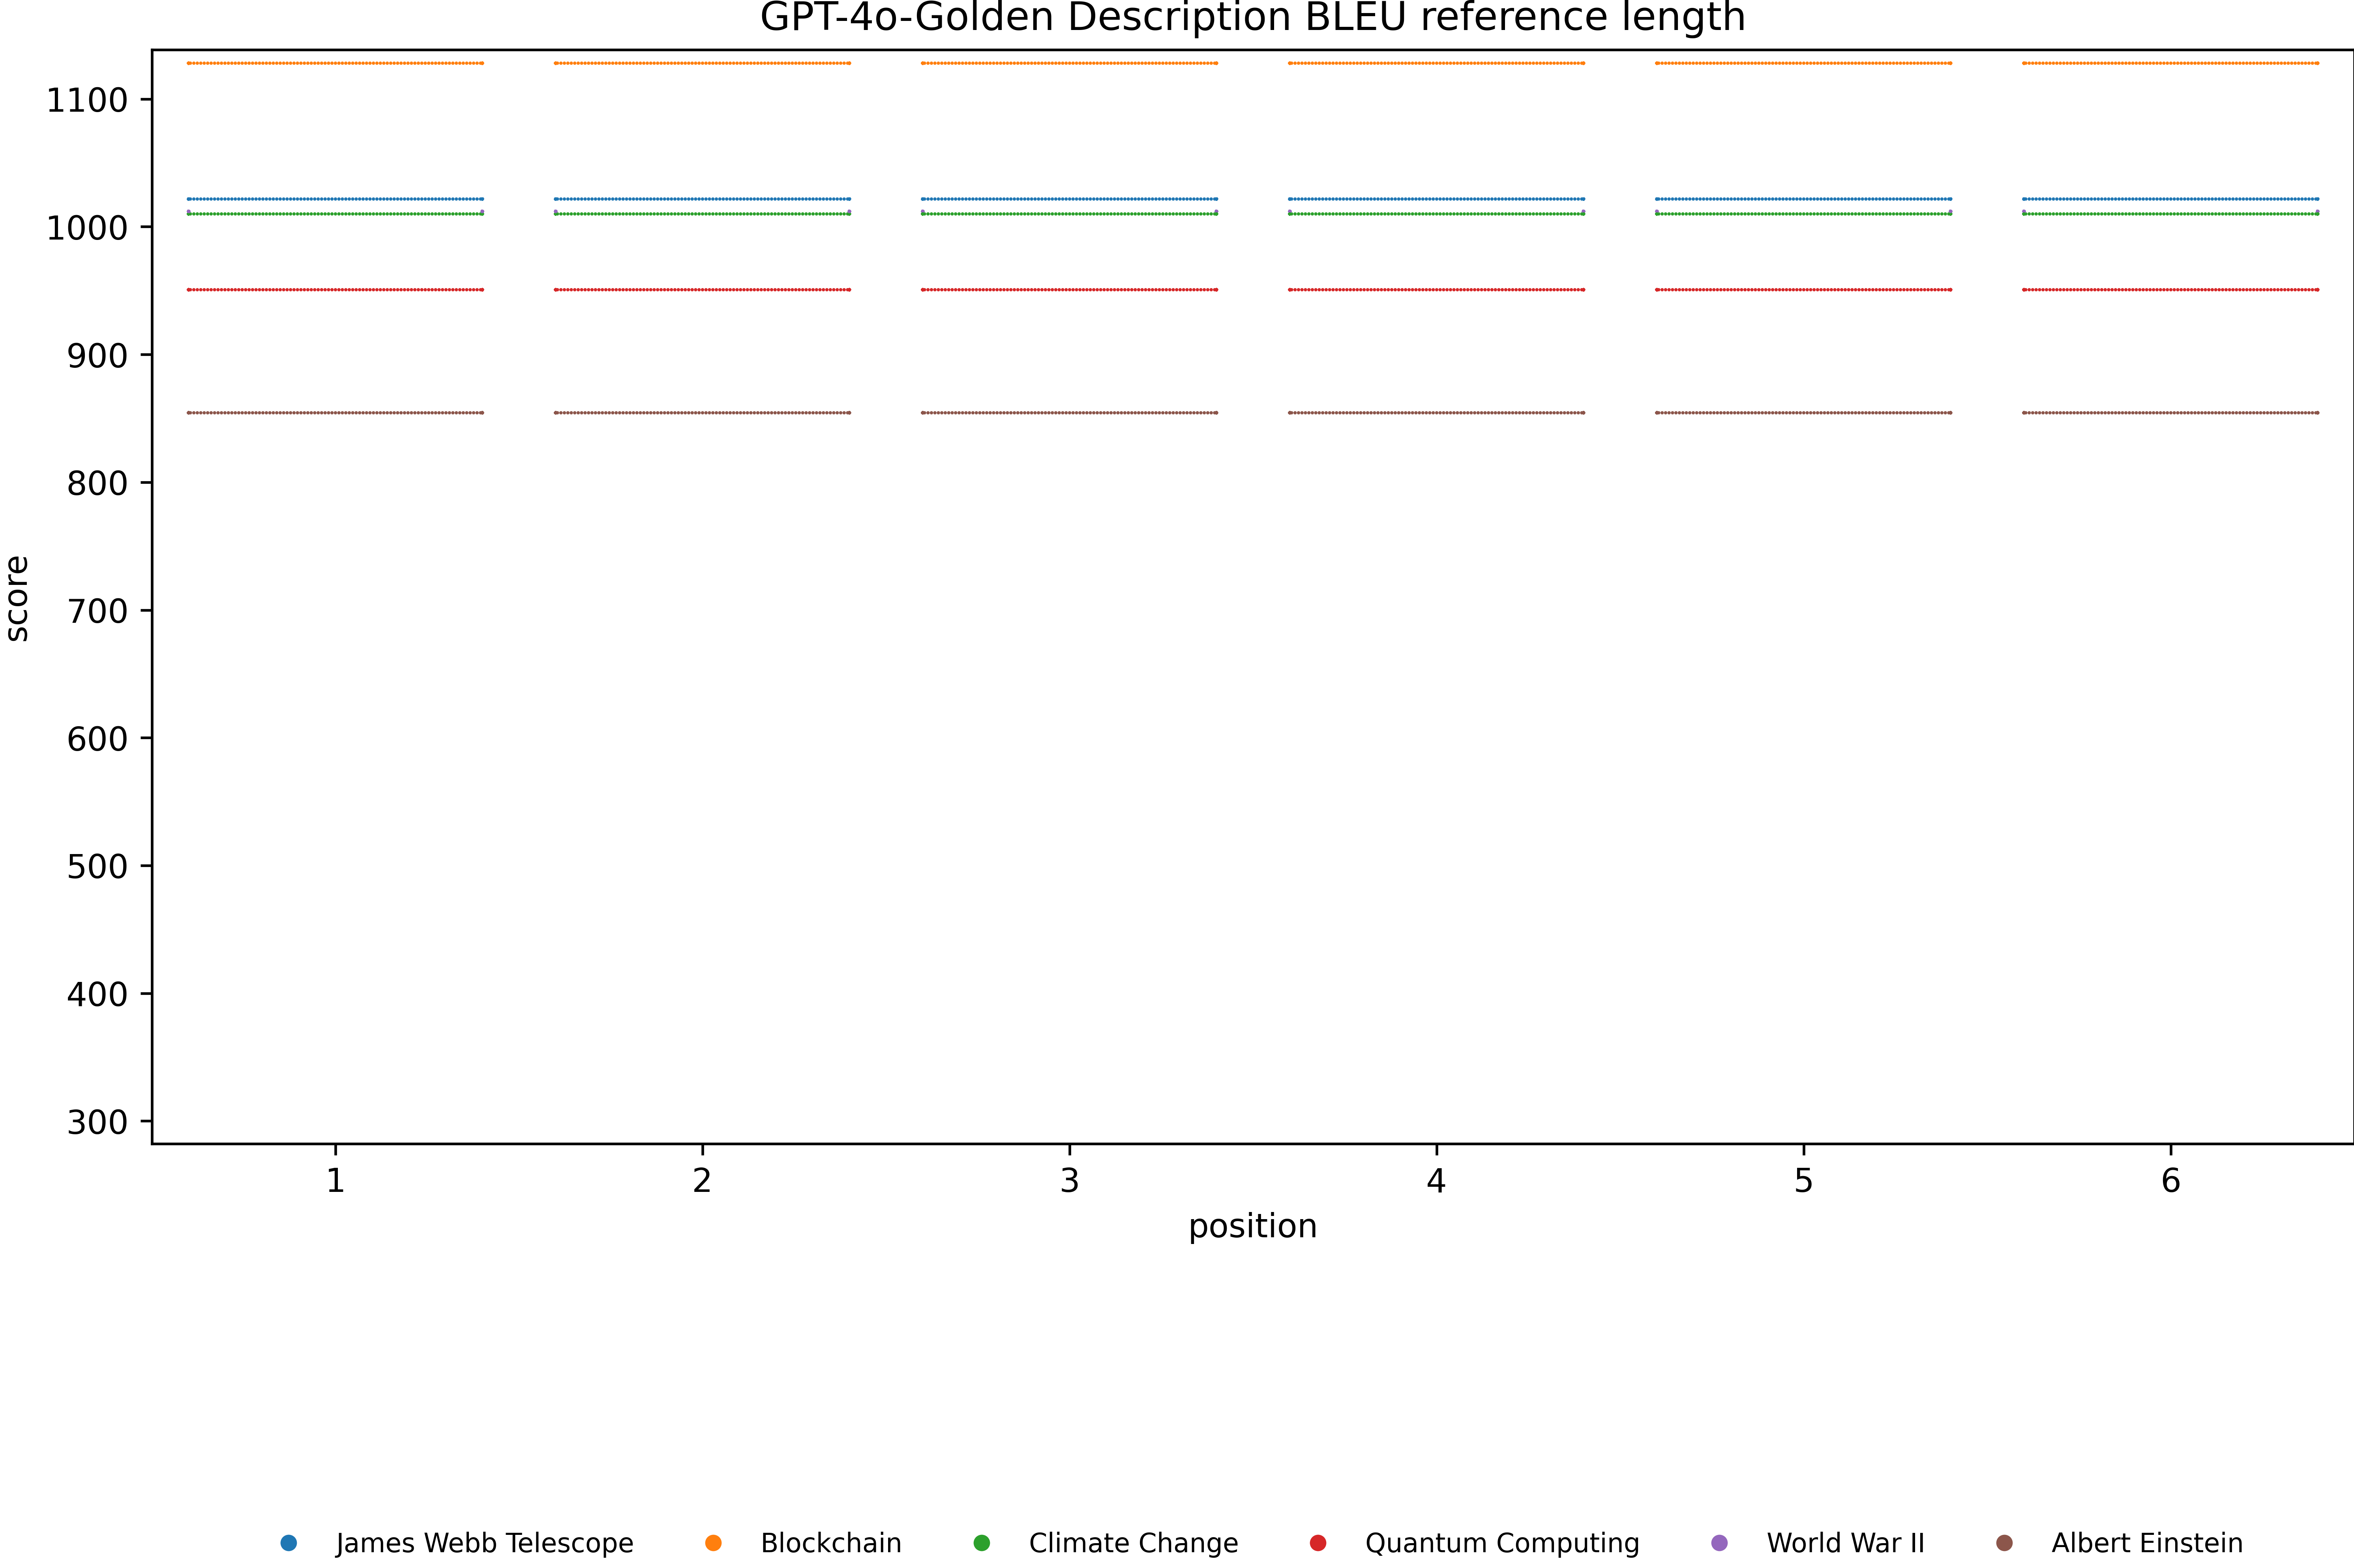 GPT-4o-Golden Description BLEU reference length
1100
1000
900
800
700
600
500
400
300
score
1 2 3 4 5 6
position
James Webb Telescope Blockchain Climate Change Quantum Computing World War II Albert Einstein